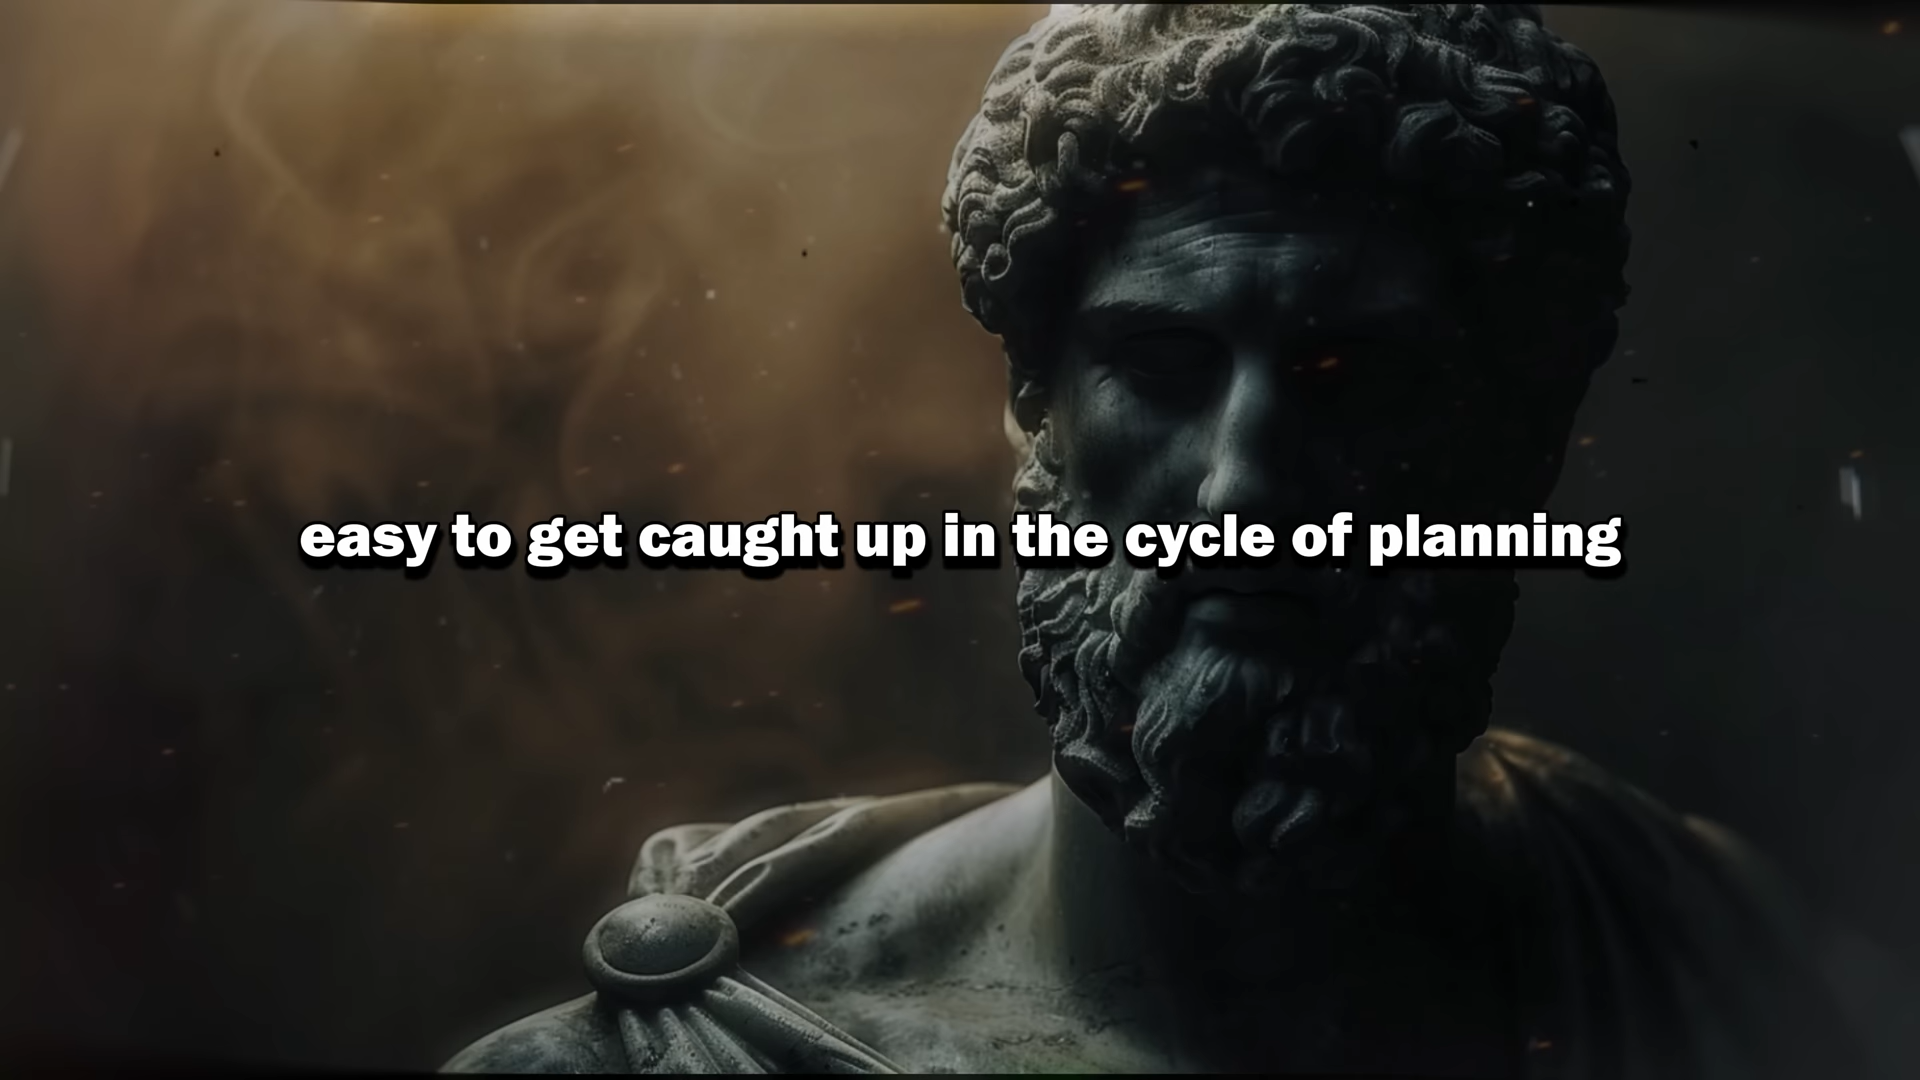 easy to get caught up in the cycle of planning